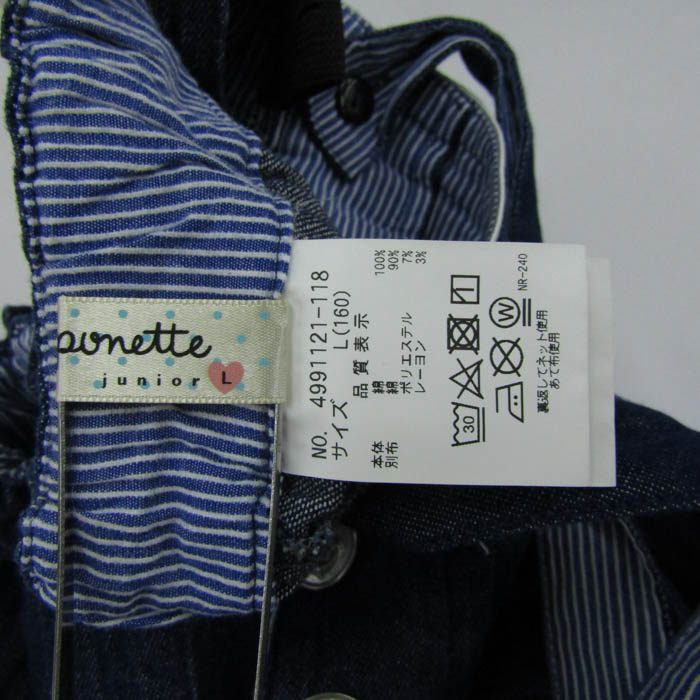 punette
junior L
NO. 4991121-118
サイズ L(160)
品質表示
本体 綿 100%
別布 綿 90%
ポリエステル 7%
レーヨン 3%
30
W
裏返してネット使用
あて布使用
NR-240